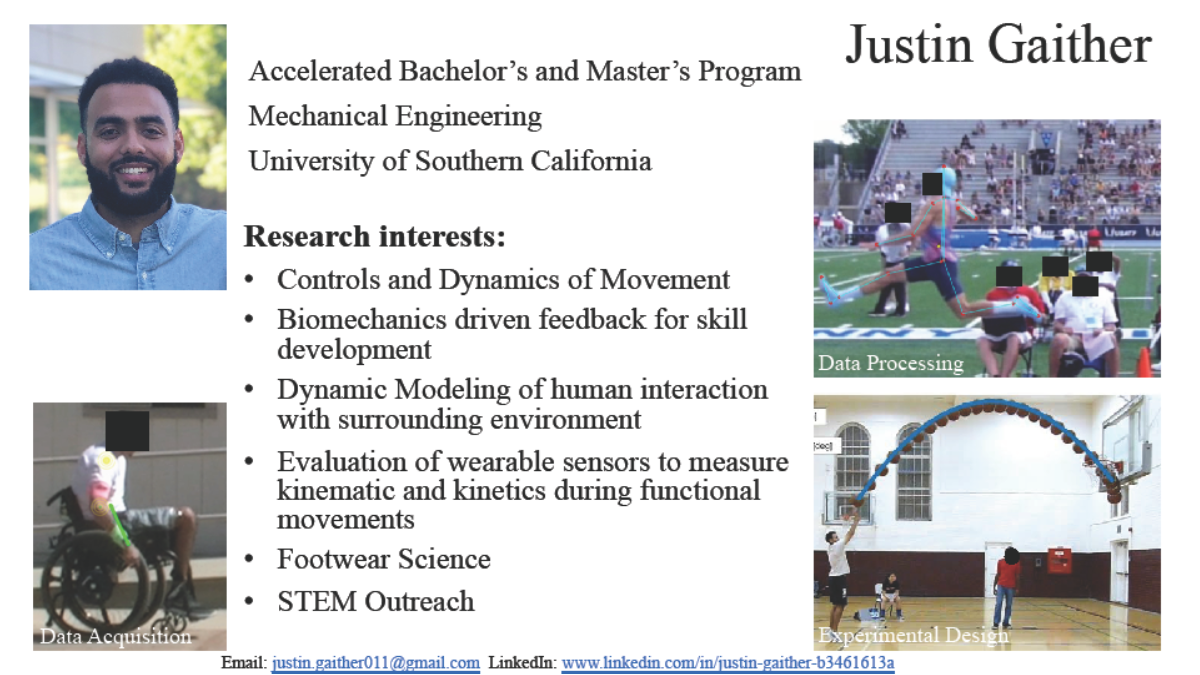 Justin Gaither
Accelerated Bachelor's and Master's Program
Mechanical Engineering
University of Southern California
Research interests:
• Controls and Dynamics of Movement
• Biomechanics driven feedback for skill
development
• Dynamic Modeling of human interaction
with surrounding environment
• Evaluation of wearable sensors to measure
kinematic and kinetics during functional
movements
• Footwear Science
• STEM Outreach
Data Processing
[deg]
Data Acquisition
Experimental Design
Email: justin.gaither011@gmail.com LinkedIn: www.linkedin.com/in/justin-gaither-b3461613a